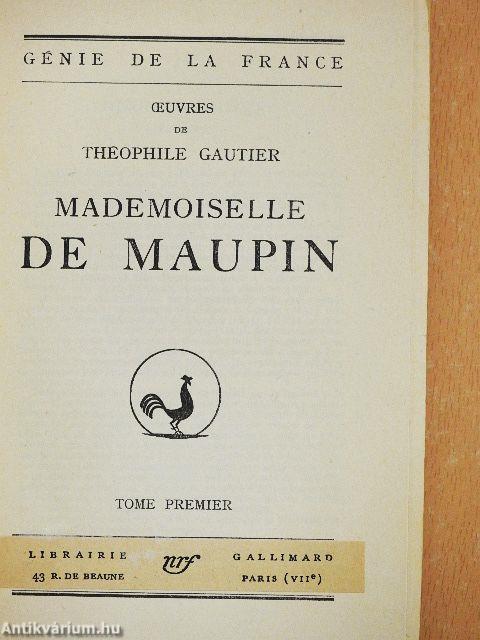 GÉNIE DE LA FRANCE
ŒUVRES
DE
THEOPHILE GAUTIER
MADEMOISELLE
DE MAUPIN
TOME PREMIER
LIBRAIRIE nrf GALLIMARD
43 R. DE BEAUNE PARIS (VIIe)
Antikvárium.hu